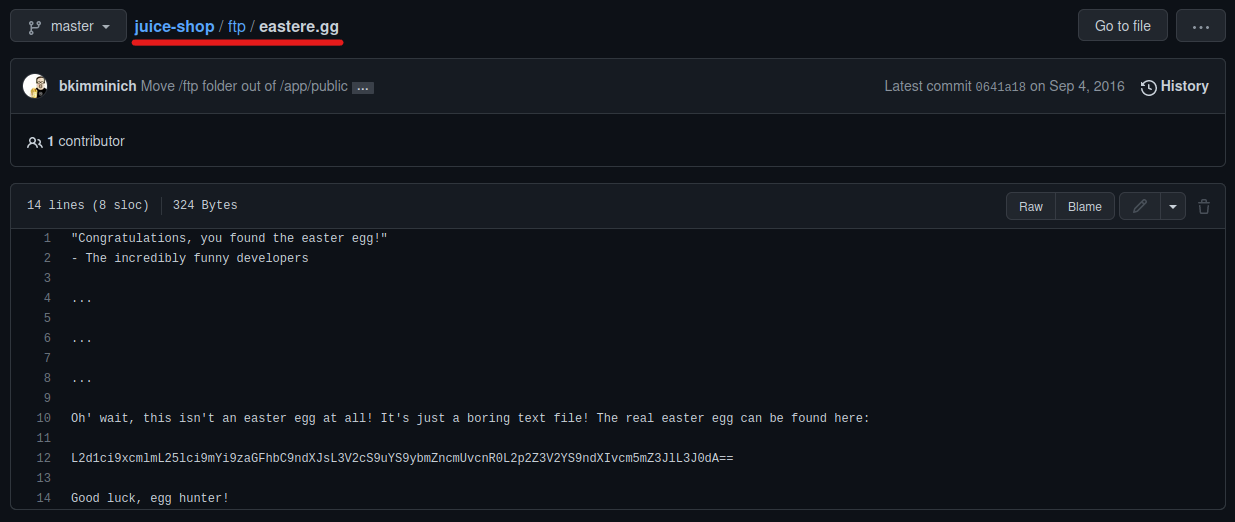 master juice-shop / ftp / eastere.gg Go to file ...
bkimminich Move /ftp folder out of /app/public ... Latest commit 0641a18 on Sep 4, 2016 History
1 contributor
14 lines (8 sloc) 324 Bytes Raw Blame
1 "Congratulations, you found the easter egg!"
2 - The incredibly funny developers
3
4 ...
5
6 ...
7
8 ...
9
10 Oh' wait, this isn't an easter egg at all! It's just a boring text file! The real easter egg can be found here:
11
12 L2d1ci9xcmlmL25lci9mYi9zaGFhbC9ndXJsL3V2cS9uYS9ybmZncmUvcnR0L2p2Z3V2YS9ndXIvcm5mZ3JlL3J0dA==
13
14 Good luck, egg hunter!